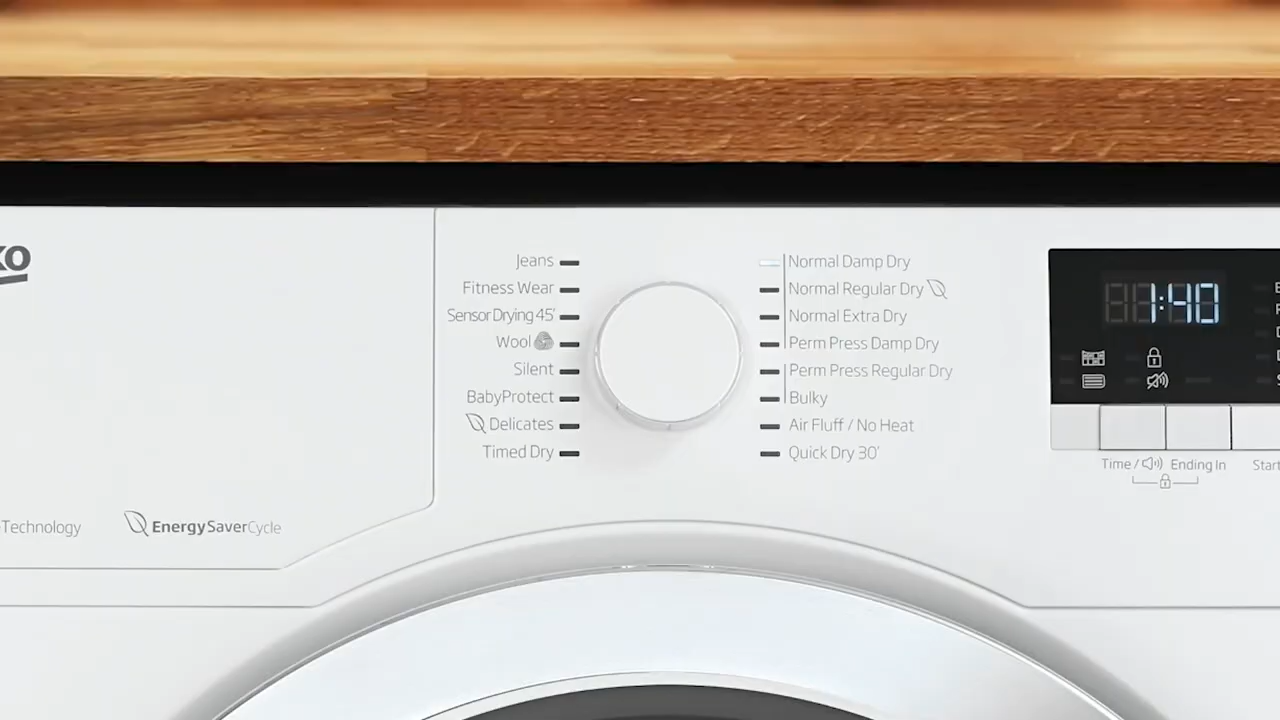 ko
Jeans
Fitness Wear
Sensor Drying 45'
Wool
Silent
BabyProtect
Delicates
Timed Dry
Normal Damp Dry
Normal Regular Dry
Normal Extra Dry
Perm Press Damp Dry
Perm Press Regular Dry
Bulky
Air Fluff / No Heat
Quick Dry 30'
1:40
Time / Ending In
Start
Technology
EnergySaverCycle